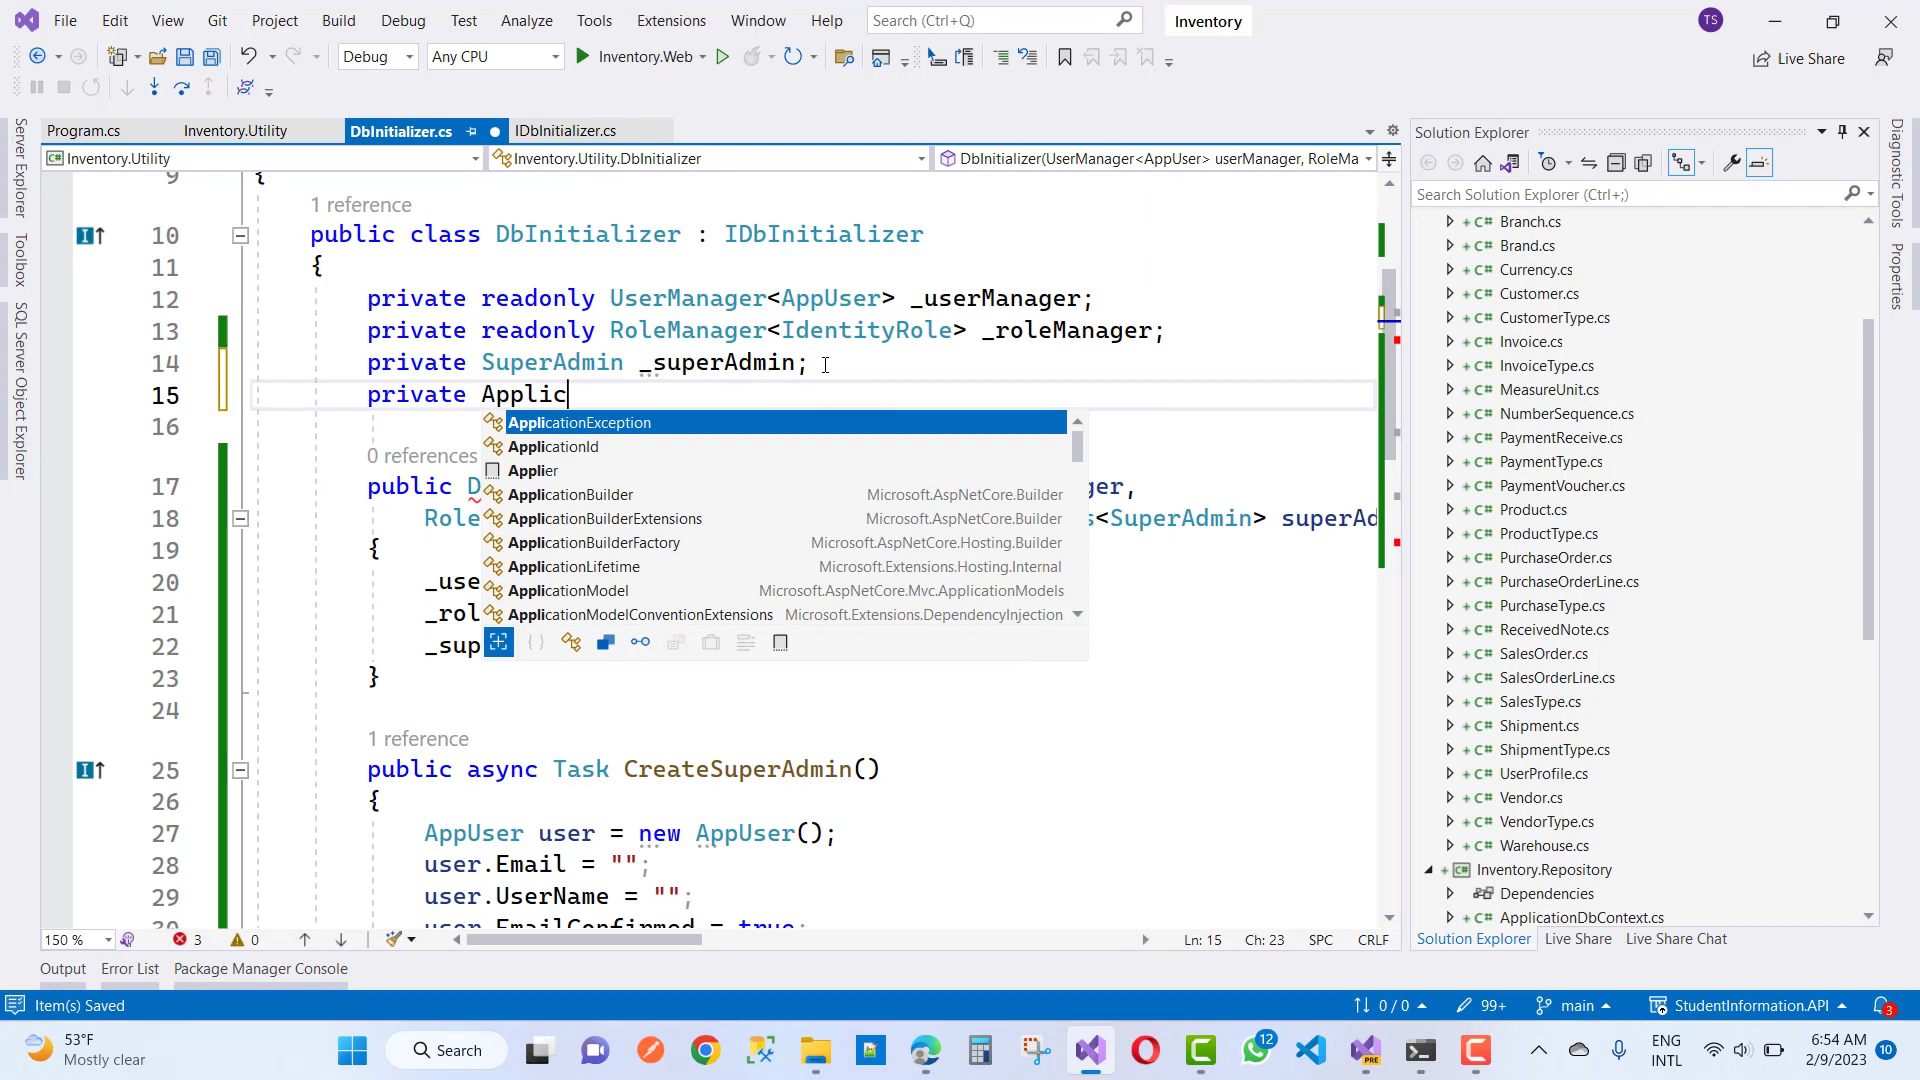 File Edit View Git Project Build Debug Test Analyze Tools Extensions Window Help Search (Ctrl+Q) Inventory TS
Debug Any CPU Inventory.Web Live Share
Program.cs Inventory.Utility DbInitializer.cs IDbInitializer.cs
Inventory.Utility Inventory.Utility.DbInitializer DbInitializer(UserManager<AppUser> userManager, RoleMa
9 {
1 reference
10 public class DbInitializer : IDbInitializer
11 {
12 private readonly UserManager<AppUser> _userManager;
13 private readonly RoleManager<IdentityRole> _roleManager;
14 private SuperAdmin _superAdmin;
15 private Applic
16
0 references
17 public D ger,
18 Role s<SuperAdmin> superAd
19 {
20 _use
21 _rol
22 _sup
23 }
24
1 reference
25 public async Task CreateSuperAdmin()
26 {
27 AppUser user = new AppUser();
28 user.Email = "";
29 user.UserName = "";
30 user.EmailConfirmed = true;
ApplicationException
ApplicationId
Applier
ApplicationBuilder Microsoft.AspNetCore.Builder
ApplicationBuilderExtensions Microsoft.AspNetCore.Builder
ApplicationBuilderFactory Microsoft.AspNetCore.Hosting.Builder
ApplicationLifetime Microsoft.Extensions.Hosting.Internal
ApplicationModel Microsoft.AspNetCore.Mvc.ApplicationModels
ApplicationModelConventionExtensions Microsoft.Extensions.DependencyInjection
150 % 3 0 Ln: 15 Ch: 23 SPC CRLF
Output Error List Package Manager Console
Server Explorer
Toolbox
SQL Server Object Explorer
Solution Explorer
Search Solution Explorer (Ctrl+;)
C# Branch.cs
C# Brand.cs
C# Currency.cs
C# Customer.cs
C# CustomerType.cs
C# Invoice.cs
C# InvoiceType.cs
C# MeasureUnit.cs
C# NumberSequence.cs
C# PaymentReceive.cs
C# PaymentType.cs
C# PaymentVoucher.cs
C# Product.cs
C# ProductType.cs
C# PurchaseOrder.cs
C# PurchaseOrderLine.cs
C# PurchaseType.cs
C# ReceivedNote.cs
C# SalesOrder.cs
C# SalesOrderLine.cs
C# SalesType.cs
C# Shipment.cs
C# ShipmentType.cs
C# UserProfile.cs
C# Vendor.cs
C# VendorType.cs
C# Warehouse.cs
C# Inventory.Repository
Dependencies
C# ApplicationDbContext.cs
Solution Explorer Live Share Live Share Chat
Diagnostic Tools
Properties
Item(s) Saved 0 / 0 99+ main StudentInformation.API 3
53°F
Mostly clear
Search
12
PRE
ENG
INTL
6:54 AM
2/9/2023
10